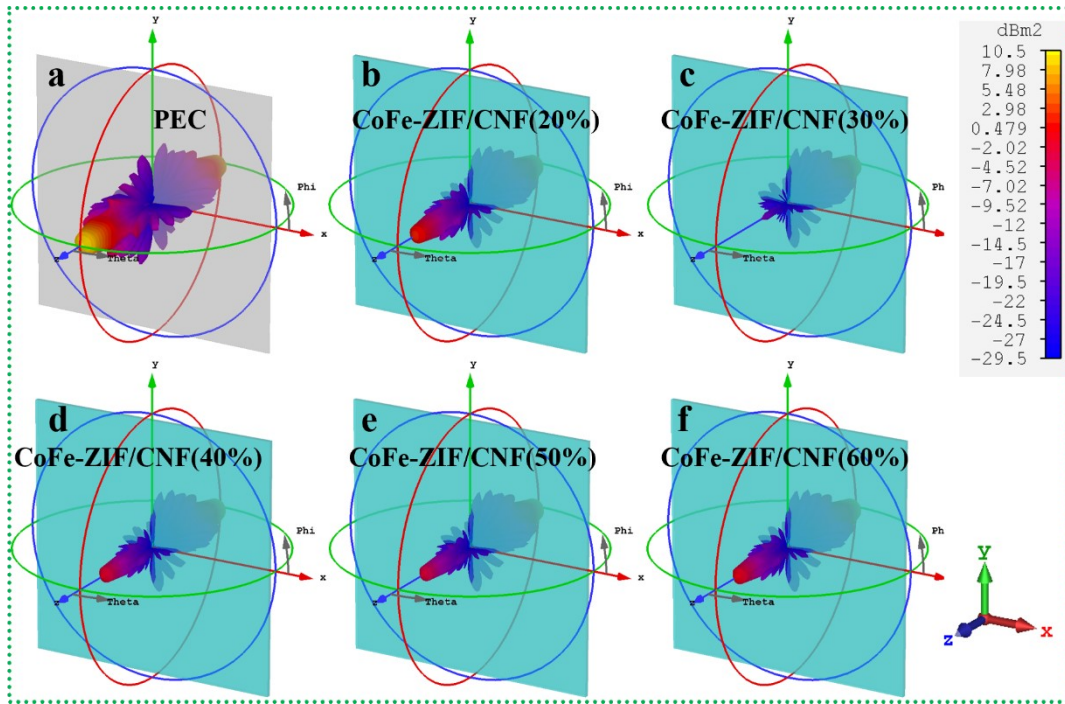 y
a
PEC
Phi
x
z
Theta
y
b
CoFe-ZIF/CNF(20%)
Phi
x
z
Theta
y
c
CoFe-ZIF/CNF(30%)
Ph
z
Theta
dBm2
10.5
7.98
5.48
2.98
0.479
-2.02
-4.52
-7.02
-9.52
-12
-14.5
-17
-19.5
-22
-24.5
-27
-29.5
y
d
CoFe-ZIF/CNF(40%)
Phi
x
z
Theta
y
e
CoFe-ZIF/CNF(50%)
Phi
x
z
Theta
y
f
CoFe-ZIF/CNF(60%)
Ph
z
Theta
Y
z
x